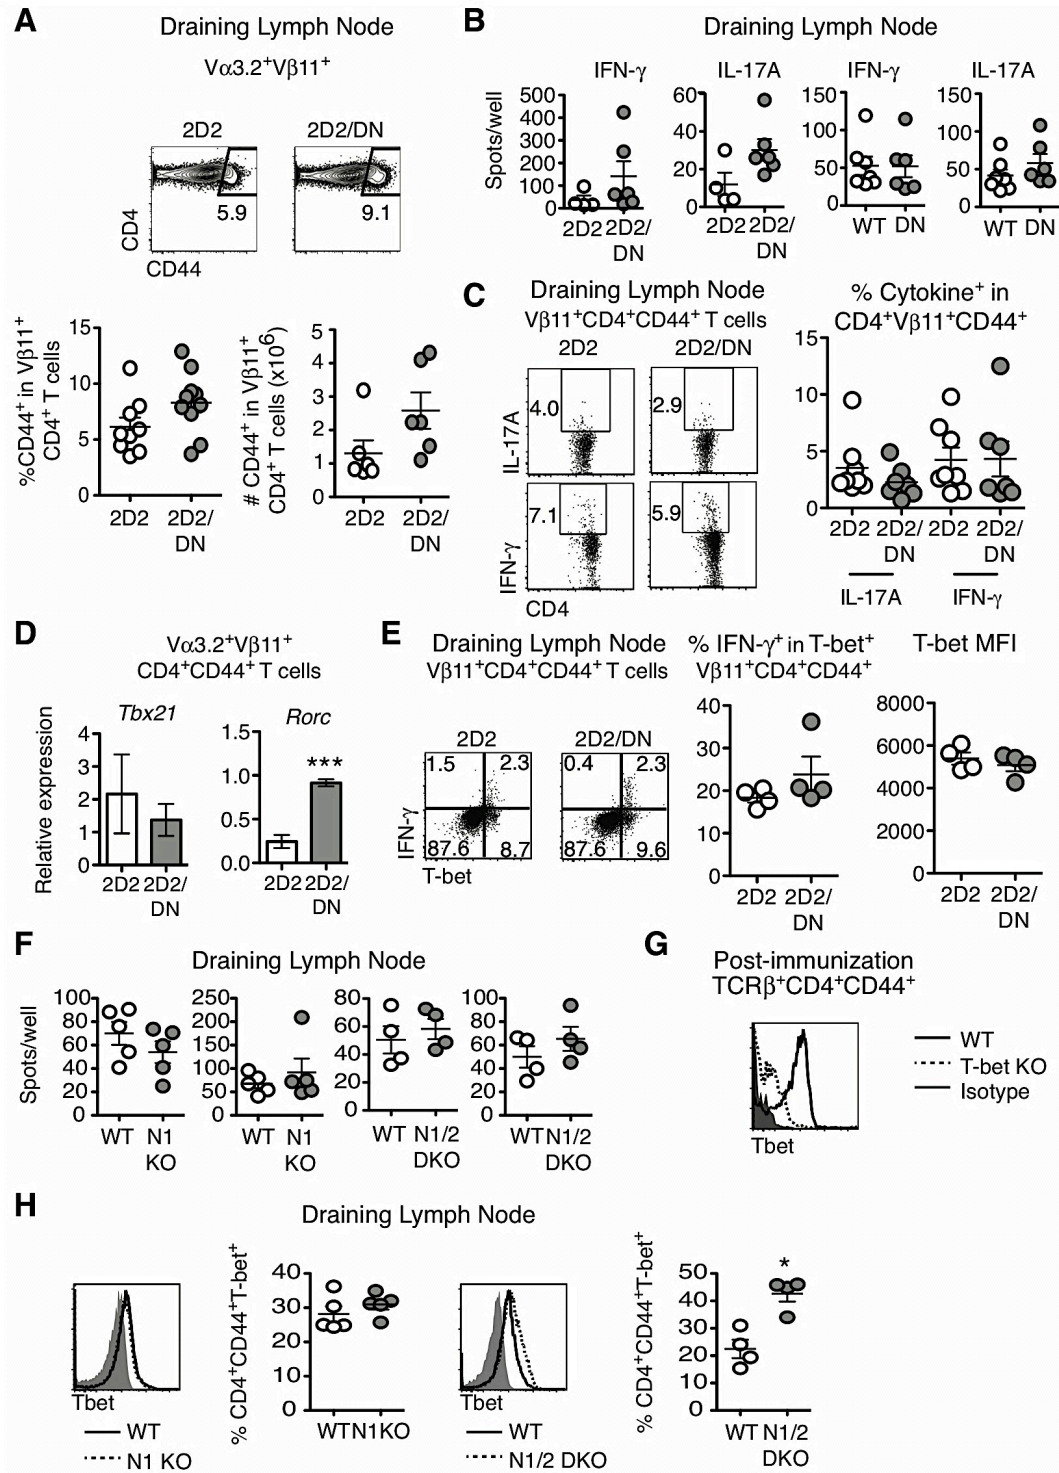 A
Draining Lymph Node
Vα3.2⁺Vβ11⁺
2D2
2D2/DN
5.9
9.1
CD4
CD44
%CD44⁺ in Vβ11⁺
CD4⁺ T cells
15
10
5
0
2D2
2D2/
DN
# CD44⁺ in Vβ11⁺
CD4⁺ T cells (x10⁶)
5
4
3
2
1
0
2D2
2D2/
DN
B
Draining Lymph Node
Spots/well
IFN-γ
500
400
300
200
100
0
2D2
2D2/
DN
IL-17A
60
40
20
0
2D2
2D2/
DN
IFN-γ
150
100
50
0
WT
DN
IL-17A
150
100
50
0
WT
DN
C
Draining Lymph Node
Vβ11⁺CD4⁺CD44⁺ T cells
2D2
2D2/DN
IL-17A
4.0
2.9
IFN-γ
7.1
5.9
CD4
% Cytokine⁺ in
CD4⁺Vβ11⁺CD44⁺
15
10
5
0
2D2
2D2/
DN
2D2
2D2/
DN
IL-17A
IFN-γ
D
Vα3.2⁺Vβ11⁺
CD4⁺CD44⁺ T cells
Relative expression
Tbx21
4
3
2
1
0
2D2
2D2/
DN
Rorc
1.5
1.0
0.5
0.0
***
2D2
2D2/
DN
E
Draining Lymph Node
Vβ11⁺CD4⁺CD44⁺ T cells
2D2
2D2/DN
1.5
2.3
87.6
8.7
0.4
2.3
87.6
9.6
IFN-γ
T-bet
% IFN-γ⁺ in T-bet⁺
Vβ11⁺CD4⁺CD44⁺
40
30
20
10
0
2D2
2D2/
DN
T-bet MFI
8000
6000
4000
2000
0
2D2
2D2/
DN
F
Draining Lymph Node
Spots/well
100
80
60
40
20
0
WT
N1
KO
250
200
150
100
50
0
WT
N1
KO
80
60
40
20
0
WT
N1/2
DKO
100
80
60
40
20
0
WT
N1/2
DKO
G
Post-immunization
TCRβ⁺CD4⁺CD44⁺
Tbet
WT
T-bet KO
Isotype
H
Draining Lymph Node
Tbet
WT
N1 KO
% CD4⁺CD44⁺T-bet⁺
40
30
20
10
0
WT
N1KO
Tbet
WT
N1/2 DKO
% CD4⁺CD44⁺T-bet⁺
50
40
30
20
10
0
*
WT
N1/2
DKO